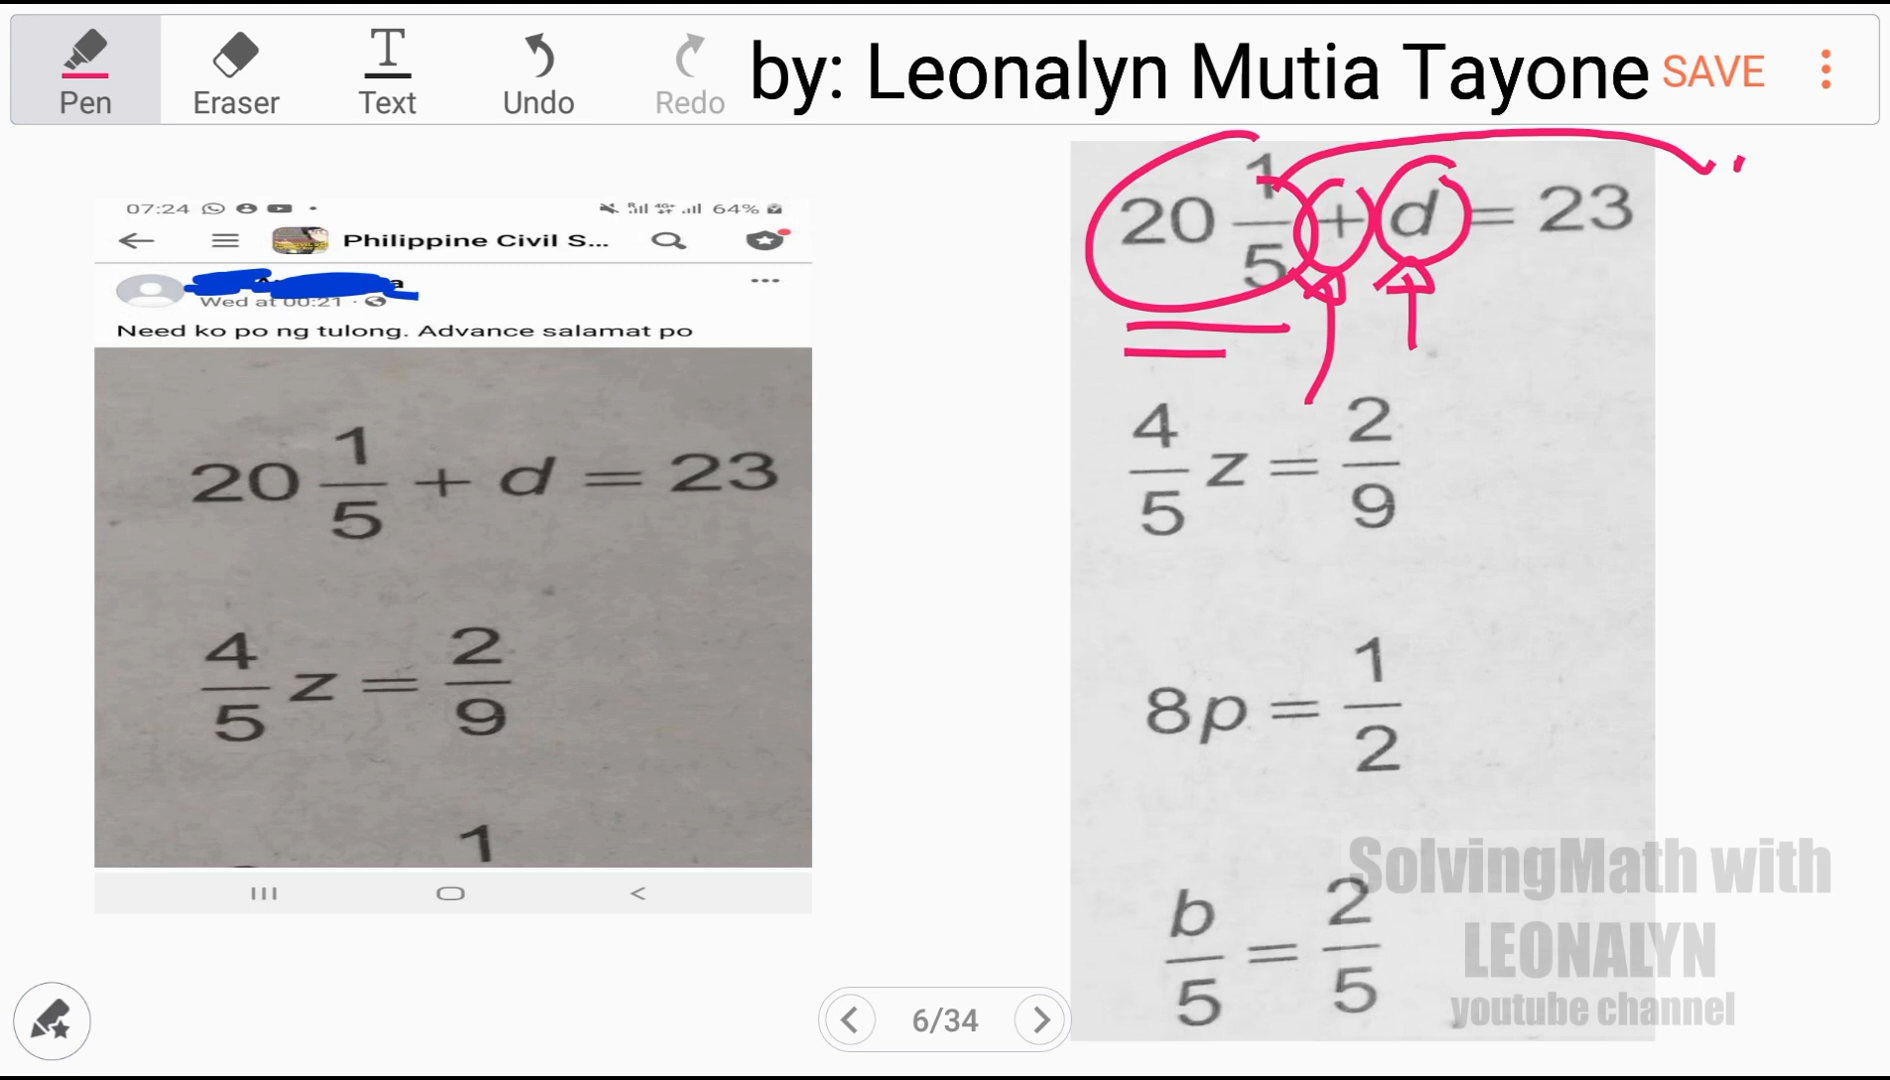 Pen
Eraser
Text
Undo
Redo
by: Leonalyn Mutia Tayone
SAVE
07:24
64%
Philippine Civil S...
Wed at 00:21
Need ko po ng tulong. Advance salamat po
20 1/5 + d = 23
4/5 z = 2/9
1
20 1/5 + d = 23
4/5 z = 2/9
8p = 1/2
b/5 = 2/5
SolvingMath with
LEONALYN
youtube channel
6/34